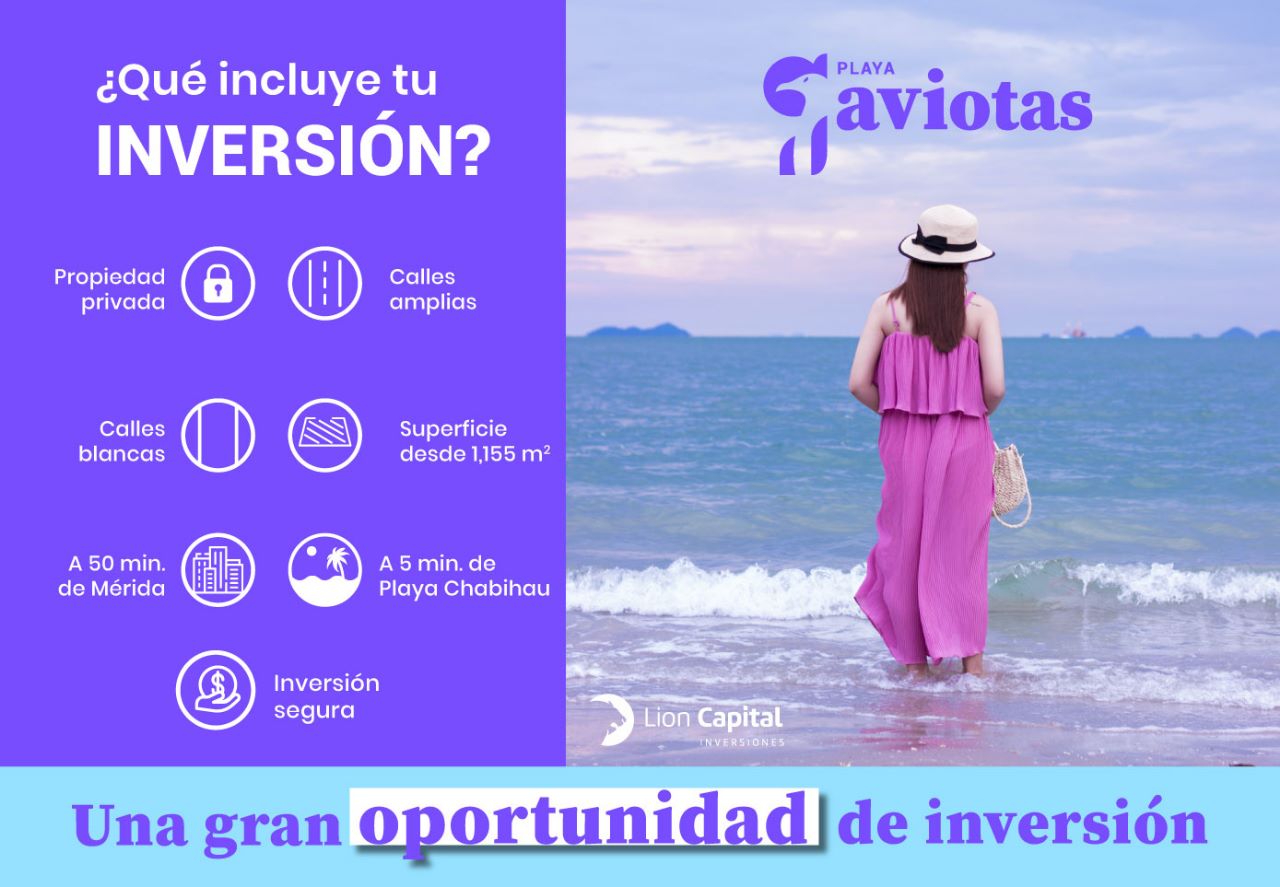 ¿Qué incluye tu
INVERSIÓN?
Propiedad
privada
Calles
amplias
Calles
blancas
Superficie
desde 1,155 m²
A 50 min.
de Mérida
A 5 min. de
Playa Chabihau
Inversión
segura
PLAYA
Gaviotas
Lion Capital
INVERSIONES
Una gran oportunidad de inversión